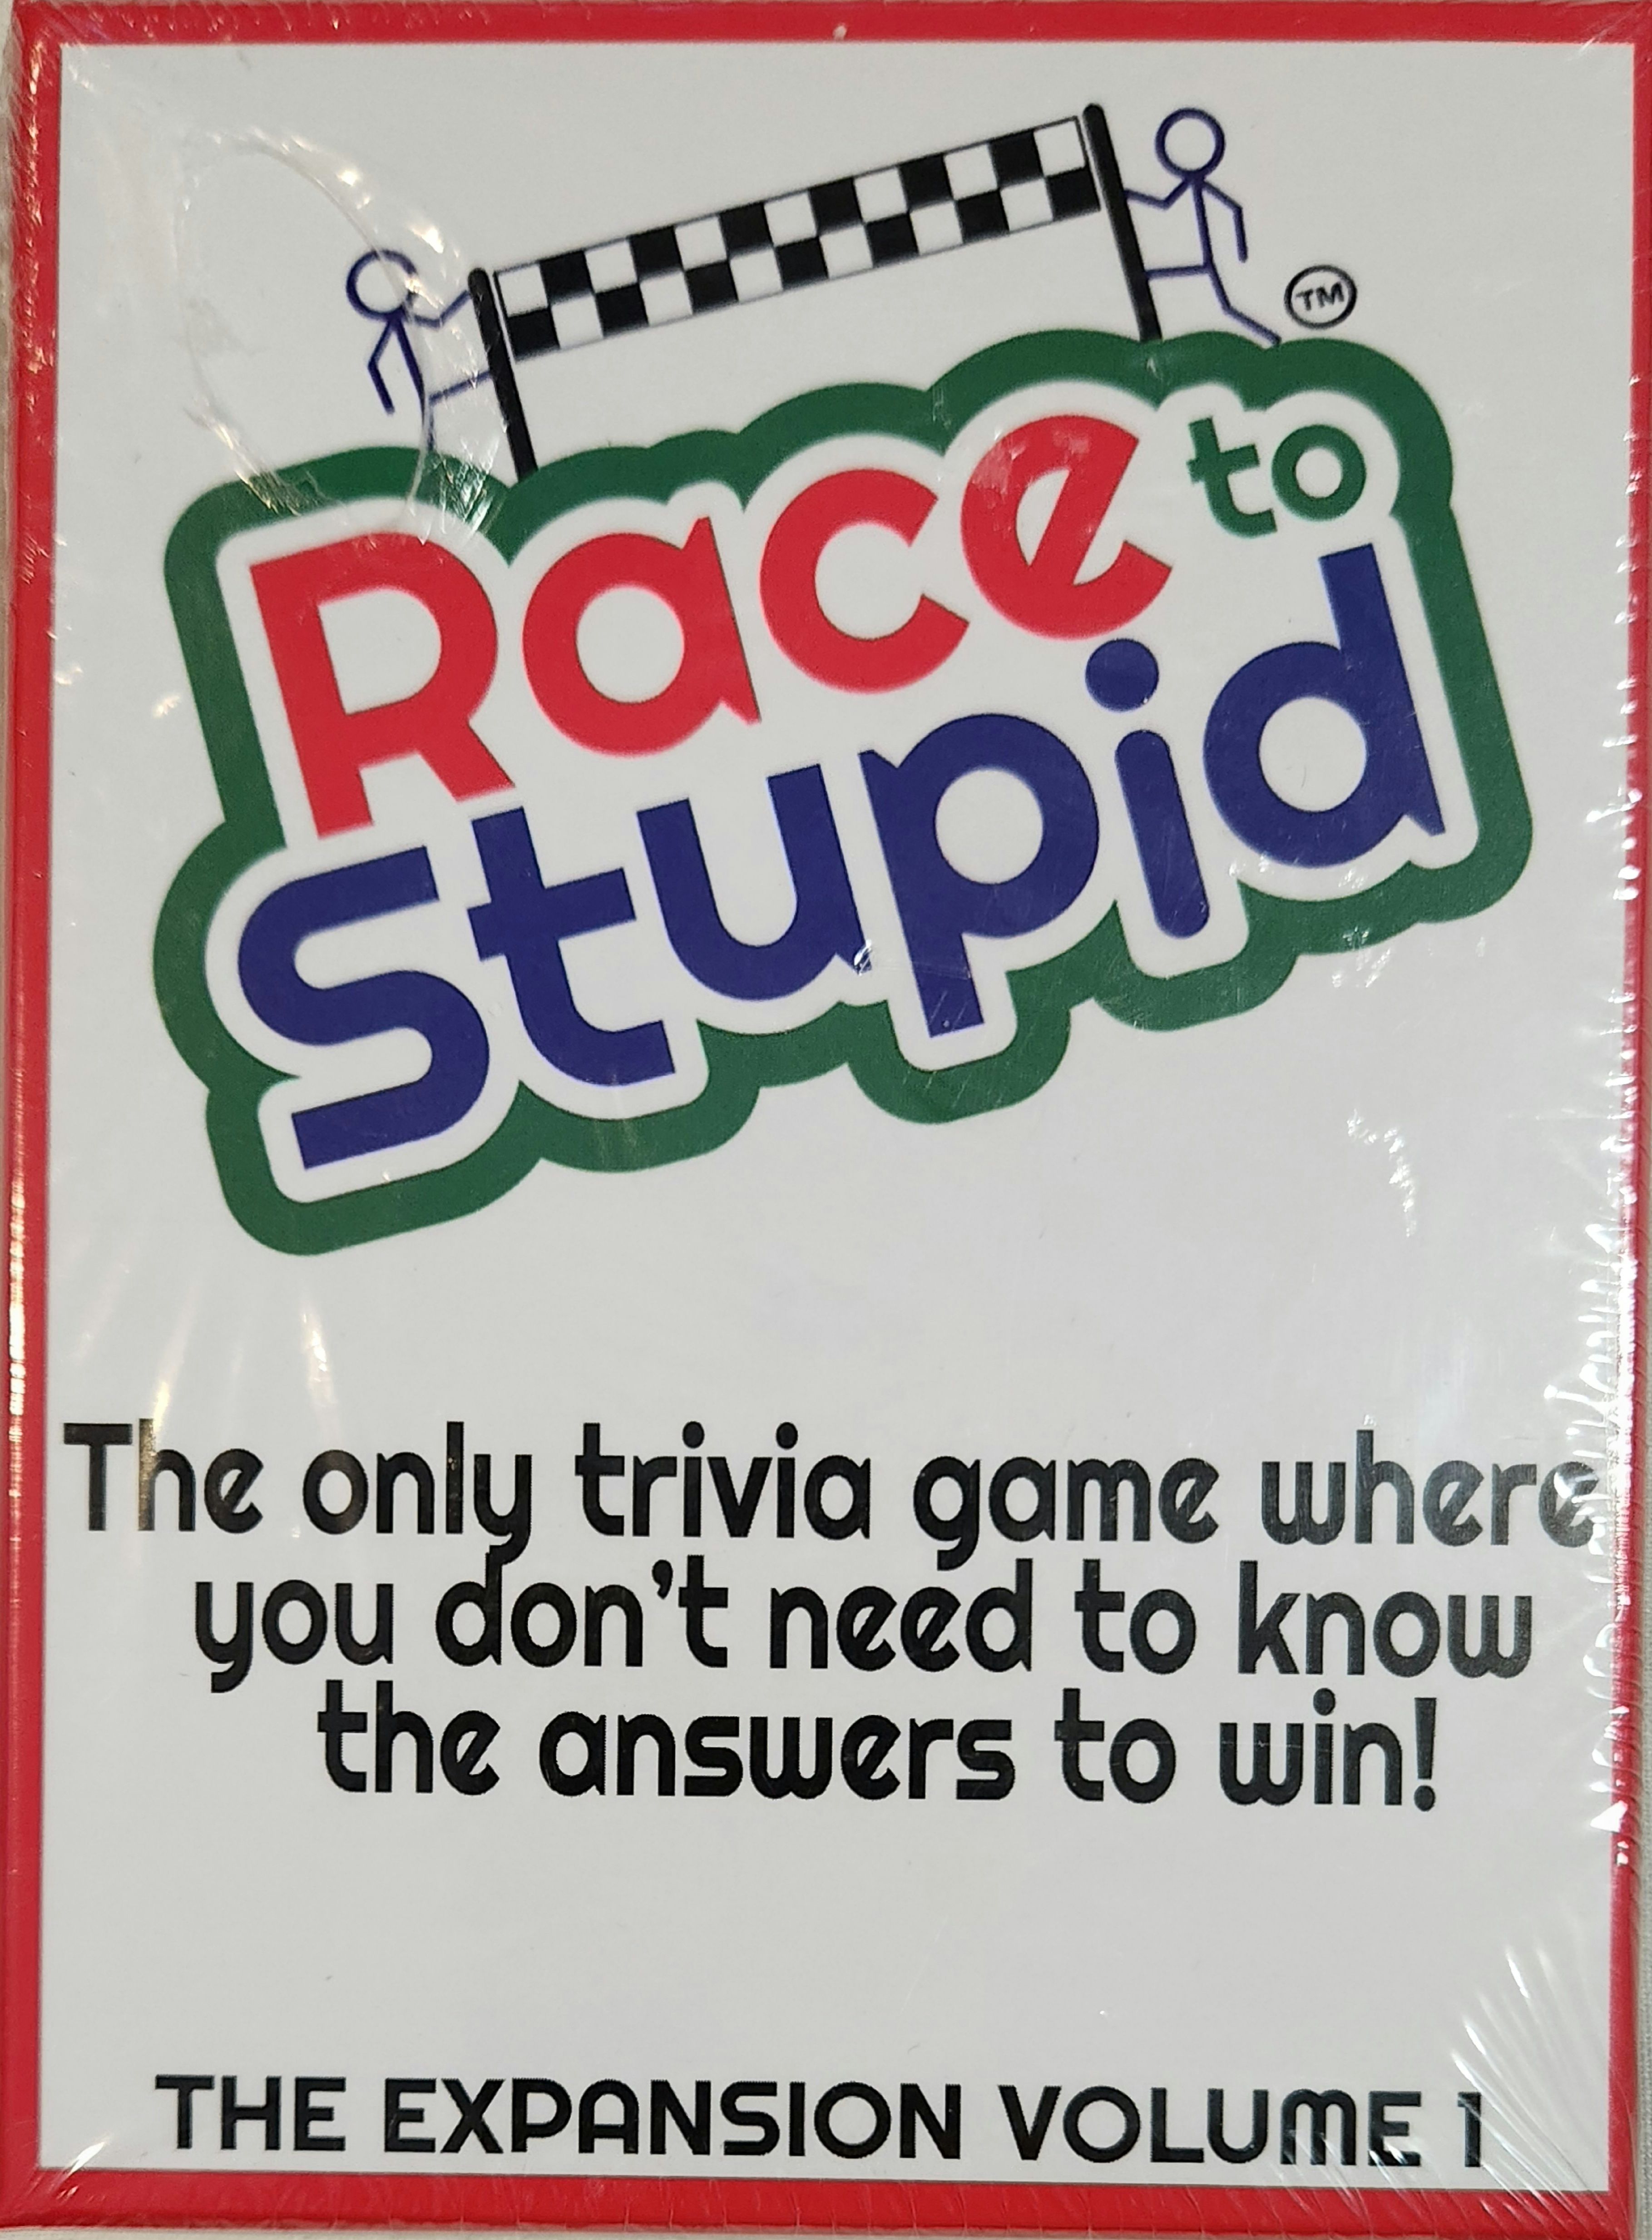 TM
Race to
Stupid
The only trivia game where
you don't need to know
the answers to win!
THE EXPANSION VOLUME 1